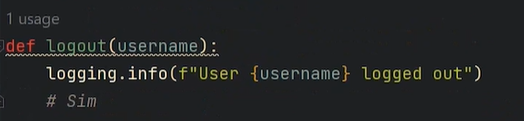 1 usage
def logout(username):
    logging.info(f"User {username} logged out")
    # Sim